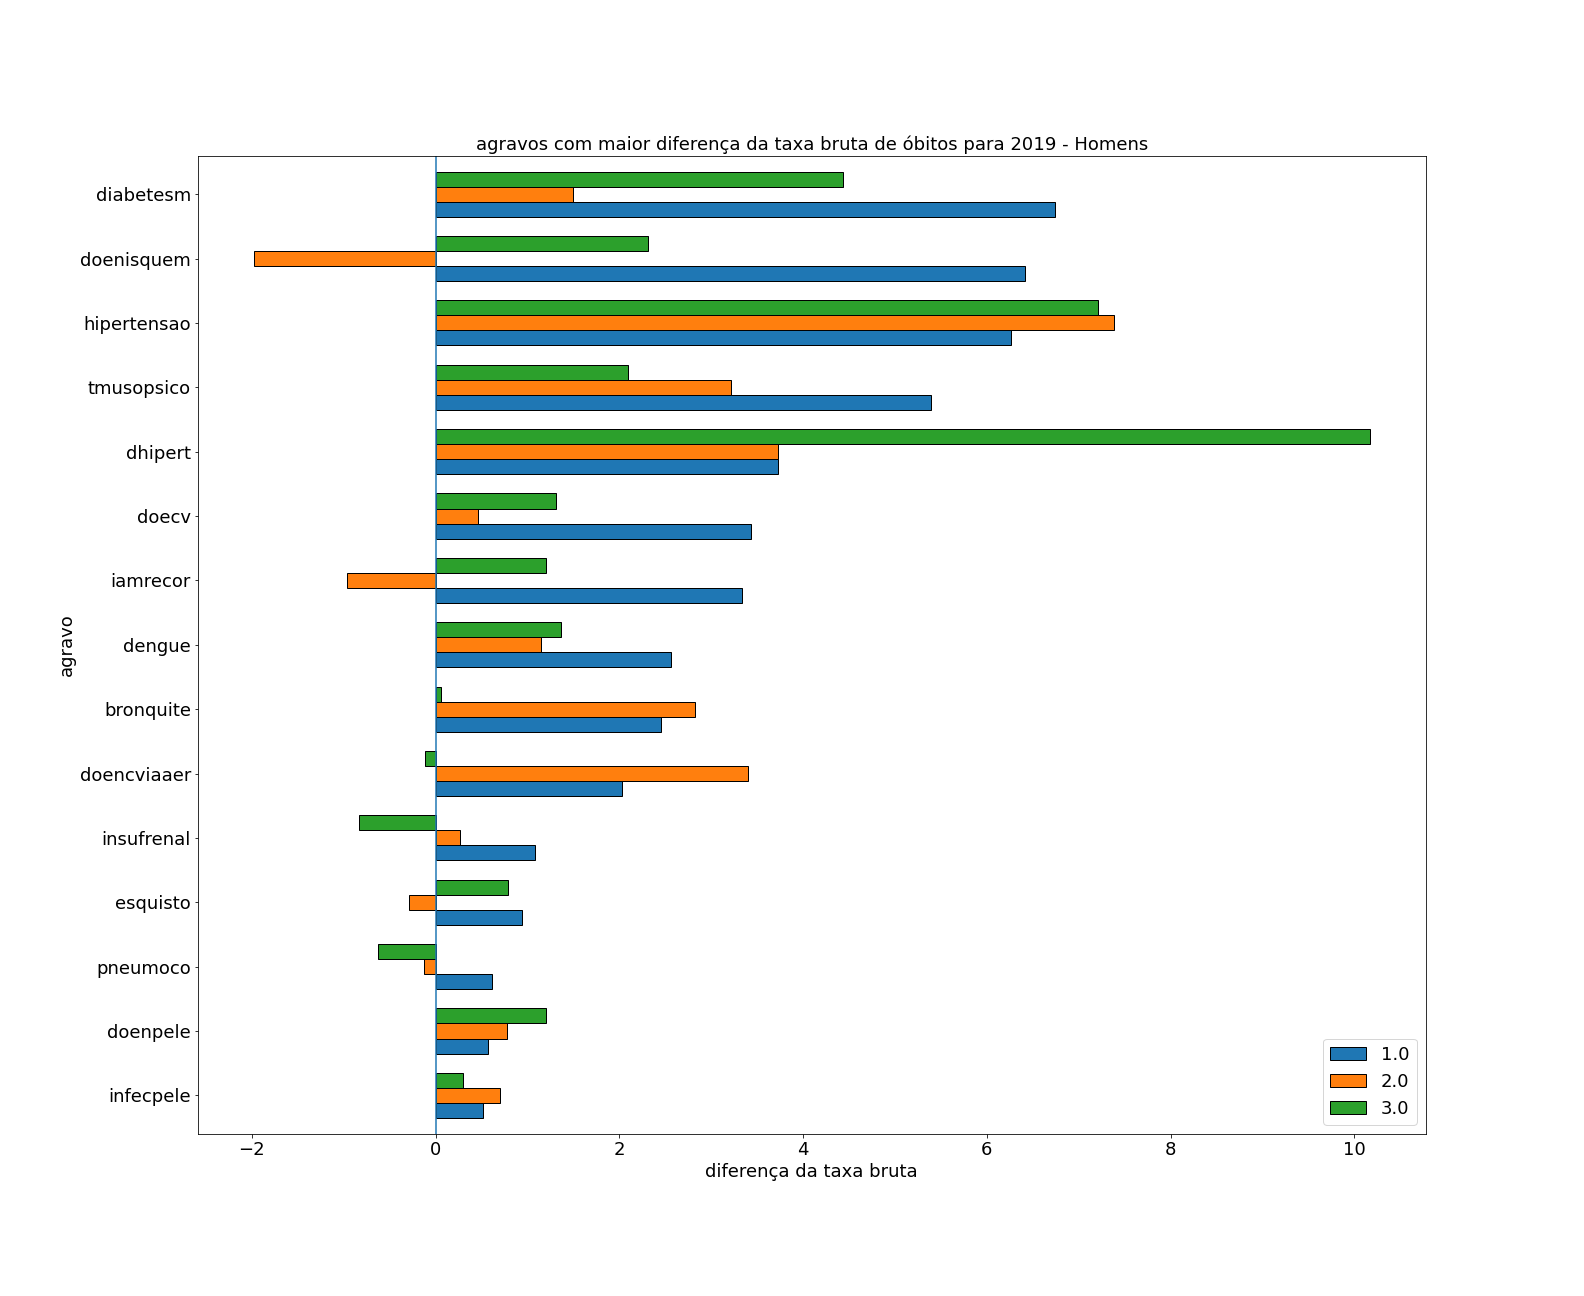 agravos com maior diferença da taxa bruta de óbitos para 2019 - Homens
agravo
diabetesm
doenisquem
hipertensao
tmusopsico
dhipert
doecv
iamrecor
dengue
bronquite
doencviaaer
insufrenal
esquisto
pneumoco
doenpele
infecpele
1.0
2.0
3.0
−2 0 2 4 6 8 10
diferença da taxa bruta